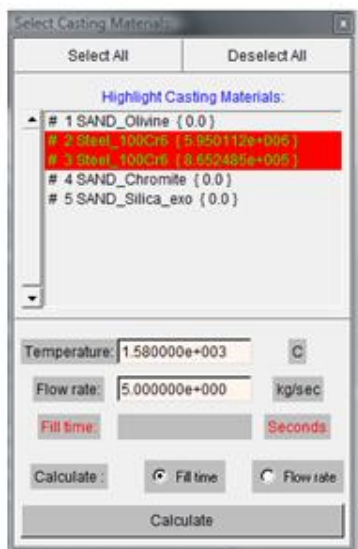 Select Casting Materials:
Select All
Deselect All
Highlight Casting Materials:
# 1 SAND_Olivine { 0.0 }
# 2 Steel_100Cr6 { 5.950112e+006 }
# 3 Steel_100Cr6 { 8.652485e+005 }
# 4 SAND_Chromite { 0.0 }
# 5 SAND_Silica_exo { 0.0 }
Temperature: 1.580000e+003 C
Flow rate: 5.000000e+000 kg/sec
Fill time: Seconds
Calculate : Fill time Flow rate
Calculate